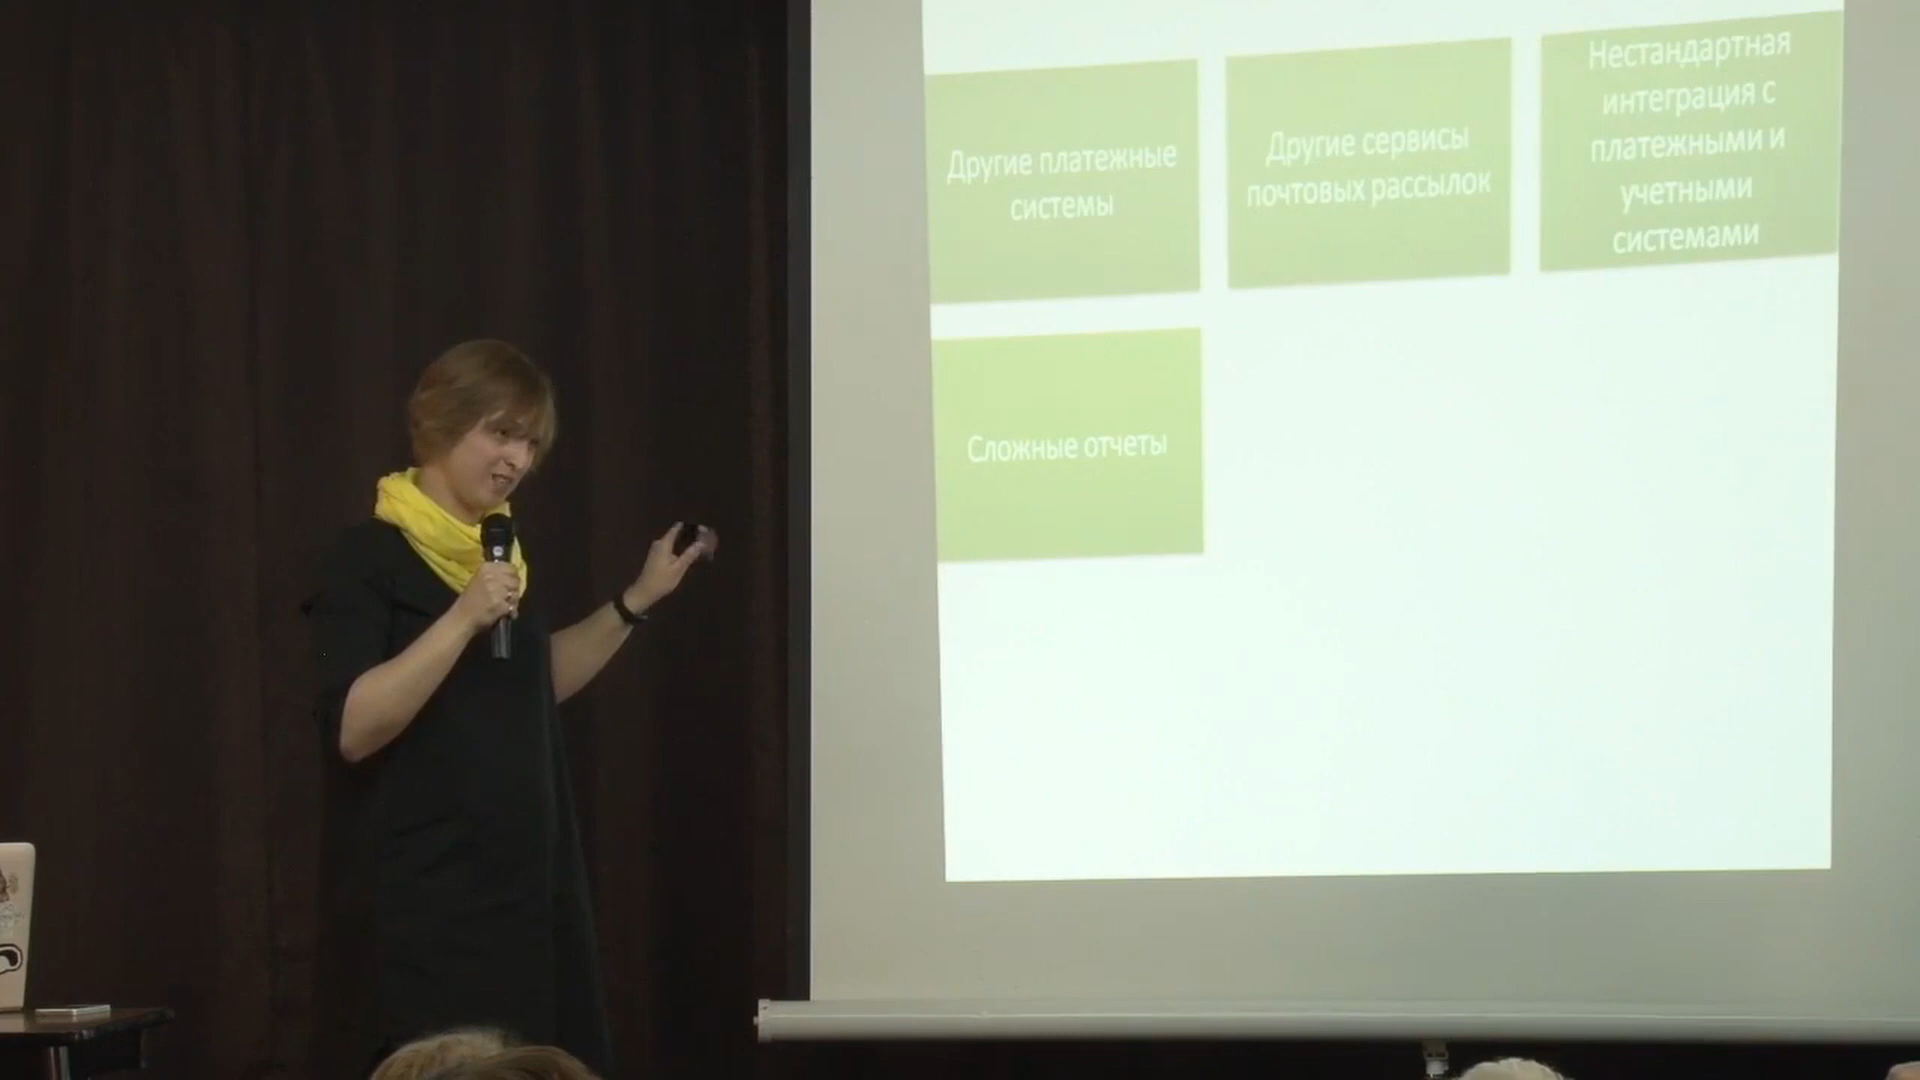 Другие платежные
системы
Другие сервисы
почтовых рассылок
Нестандартная
интеграция с
платежными и
учетными
системами
Сложные отчеты